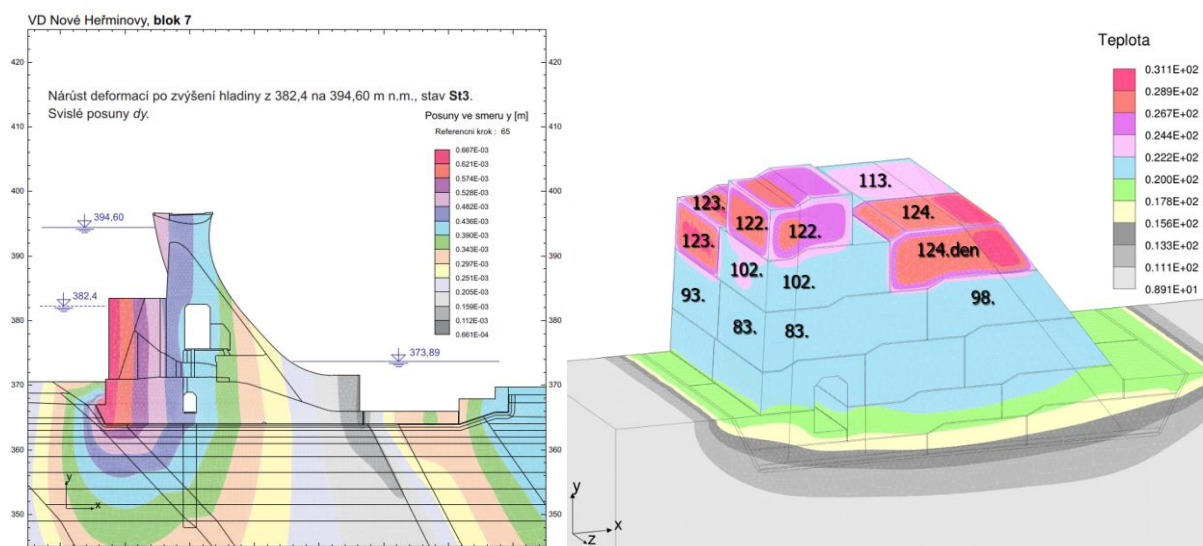 VD Nové Heřminovy, blok 7
420
Nárůst deformací po zvýšení hladiny z 382,4 na 394,60 m n.m., stav St3.
Svislé posuny dy.
Posuny ve smeru y [m]
Referencni krok : 65
0.667E-03
0.621E-03
0.574E-03
0.528E-03
0.482E-03
0.436E-03
0.390E-03
0.343E-03
0.297E-03
0.251E-03
0.205E-03
0.159E-03
0.112E-03
0.661E-04
410
400
394,60
390
382,4
380
373,89
370
360
350
y
x
Teplota
0.311E+02
0.289E+02
0.267E+02
0.244E+02
0.222E+02
0.200E+02
0.178E+02
0.156E+02
0.133E+02
0.111E+02
0.891E+01
113.
123.
124.
122.
123.
122.
124.den
102.
102.
93.
98.
83.
83.
y
x
z